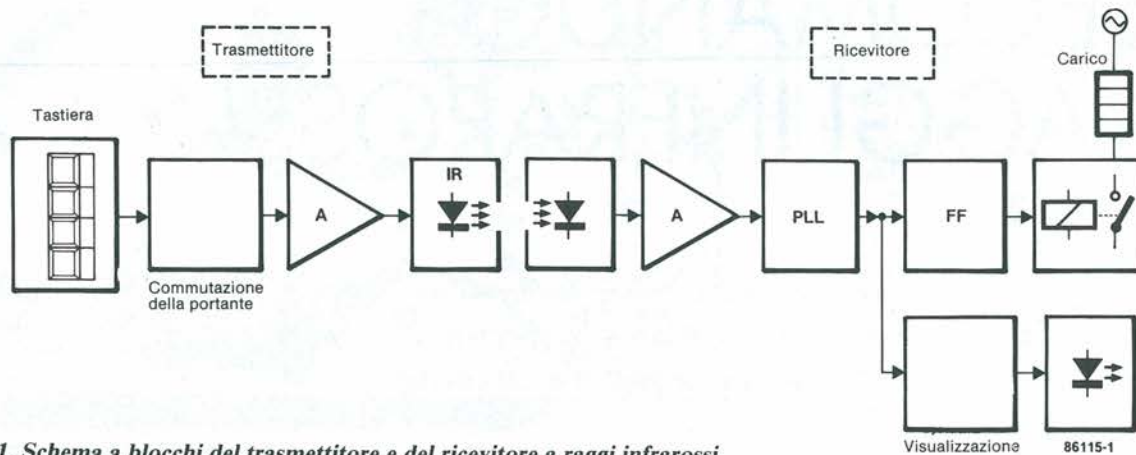 Trasmettitore
Ricevitore
Tastiera
Carico
IR
A
A
PLL
FF
Commutazione
della portante
Visualizzazione
86115-1
1. Schema a blocchi del trasmettitore e del ricevitore a raggi infrarossi